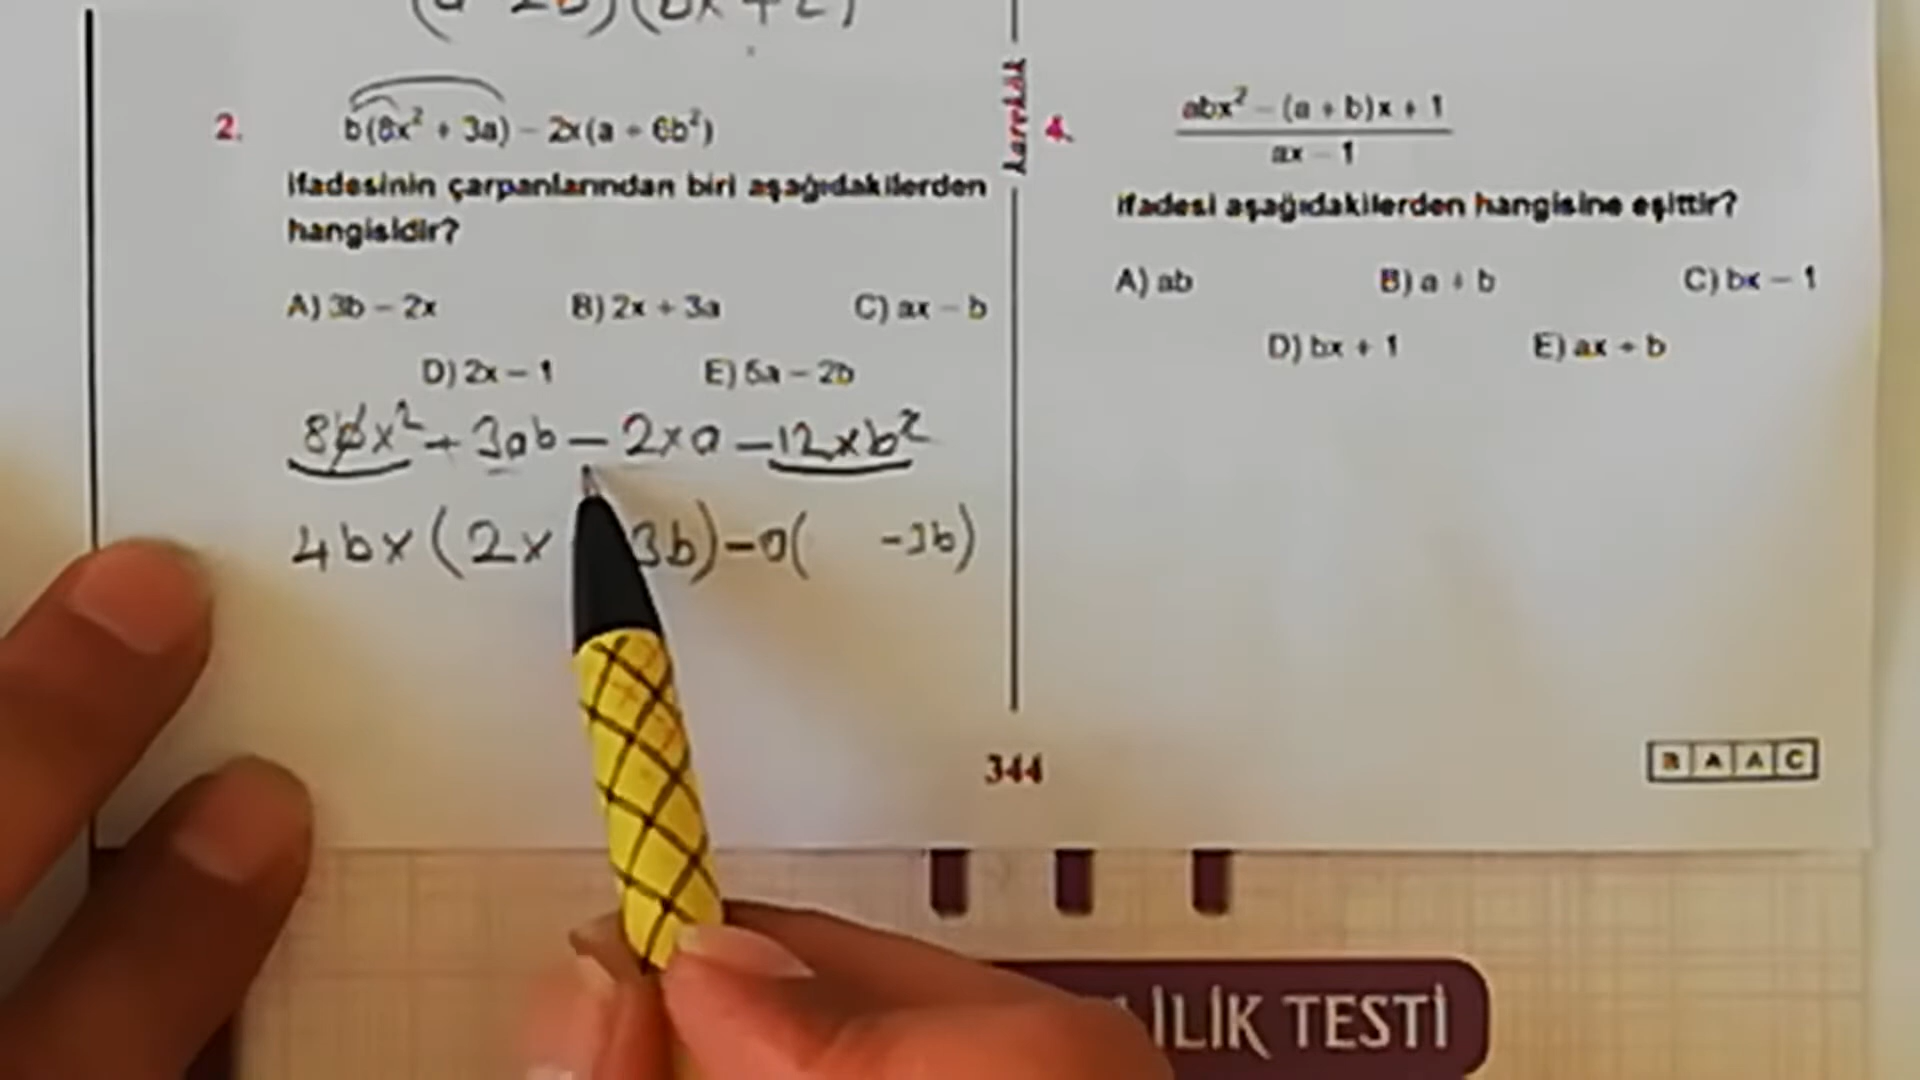 2.
b(8x² + 3a) – 2x(a + 6b²)
ifadesinin çarpanlarından biri aşağıdakilerden
hangisidir?
A) 3b – 2x B) 2x + 3a C) ax – b
D) 2x – 1 E) 6a – 2b
8bx² + 3ab – 2xa – 12xb²
4bx (2x 3b) – a( – 3b)
karekök
4.
abx² – (a + b)x + 1
ax – 1
ifadesi aşağıdakilerden hangisine eşittir?
A) ab B) a + b C) bx – 1
D) bx + 1 E) ax + b
344
B A A C
İLİK TESTİ